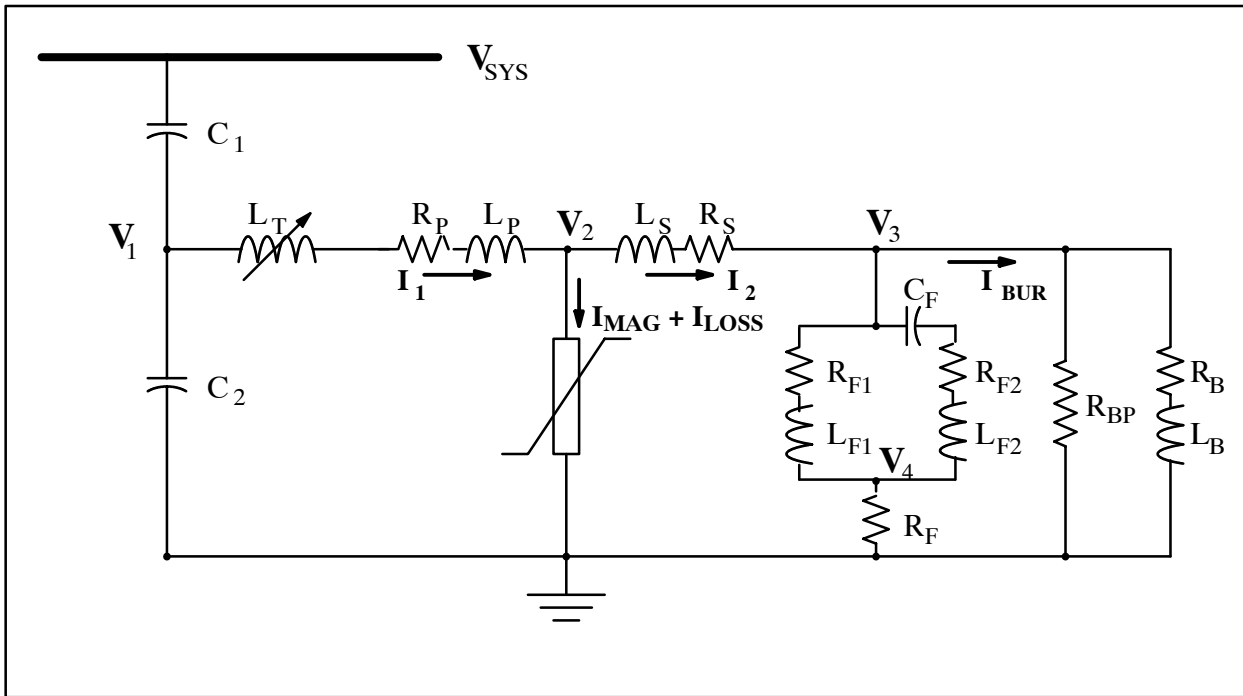 V_SYS
C_1
L_T
R_P
L_P
V_2
L_S
R_S
V_3
V_1
I_1
I_2
C_F
I_BUR
I_MAG + I_LOSS
C_2
R_F1
R_F2
R_BP
R_B
L_F1
L_F2
L_B
V_4
R_F